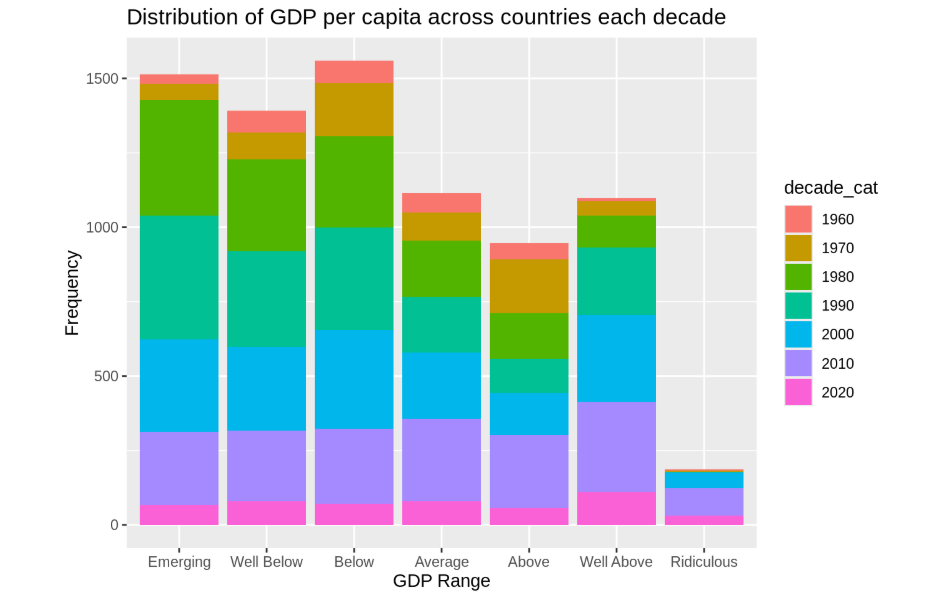 Distribution of GDP per capita across countries each decade
Frequency
1500
1000
500
0
Emerging Well Below Below Average Above Well Above Ridiculous
GDP Range
decade_cat
1960
1970
1980
1990
2000
2010
2020